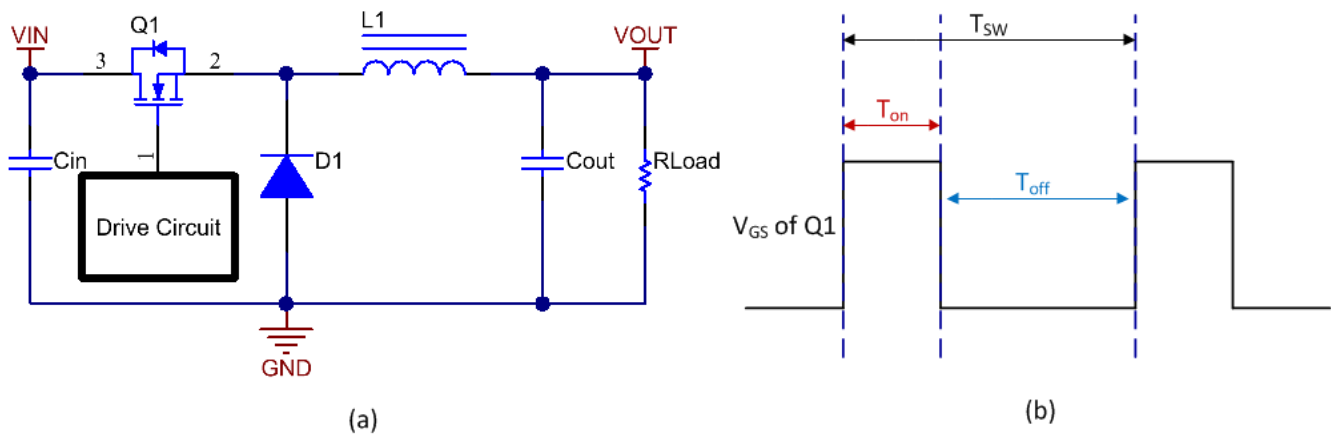 VIN
Q1
L1
VOUT
3
2
1
Cin
D1
Cout
RLoad
Drive Circuit
GND
(a)
TSW
Ton
Toff
VGS of Q1
(b)